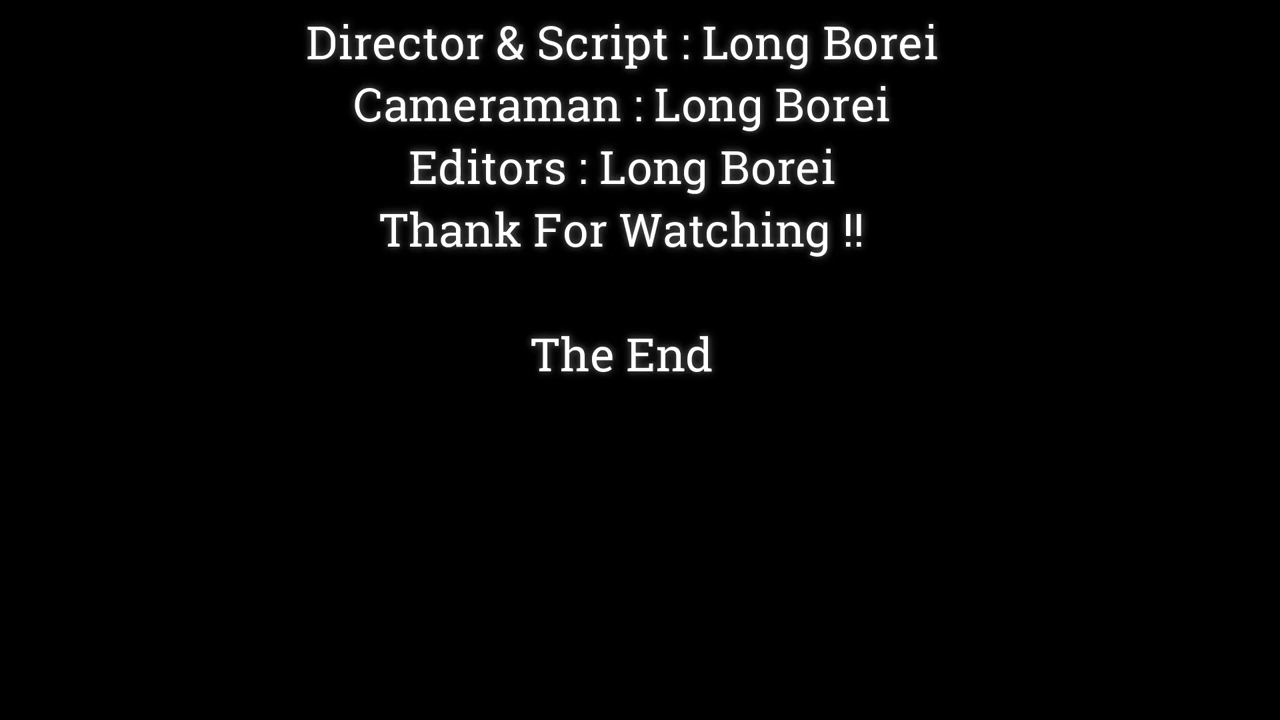 Director & Script : Long Borei
Cameraman : Long Borei
Editors : Long Borei
Thank For Watching !!
The End